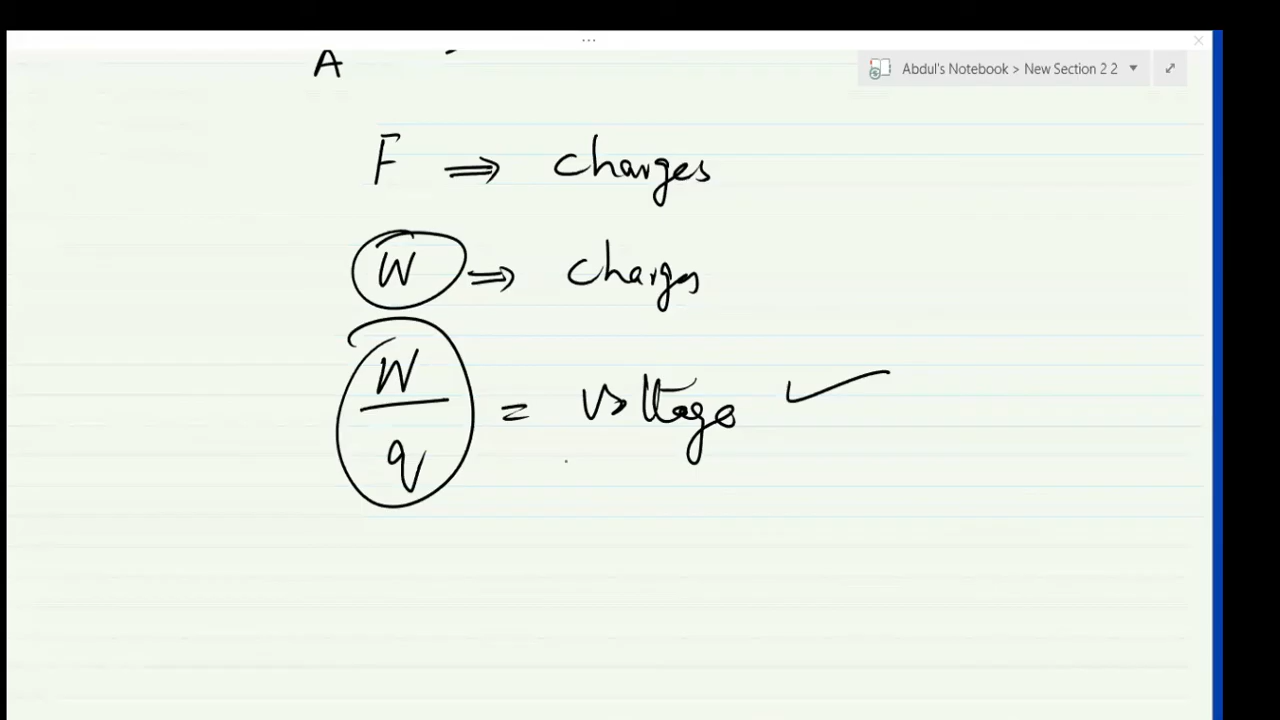 ...
A
Abdul's Notebook > New Section 2 2
F ⇒ charges
W ⇒ charges
W
q
= voltage